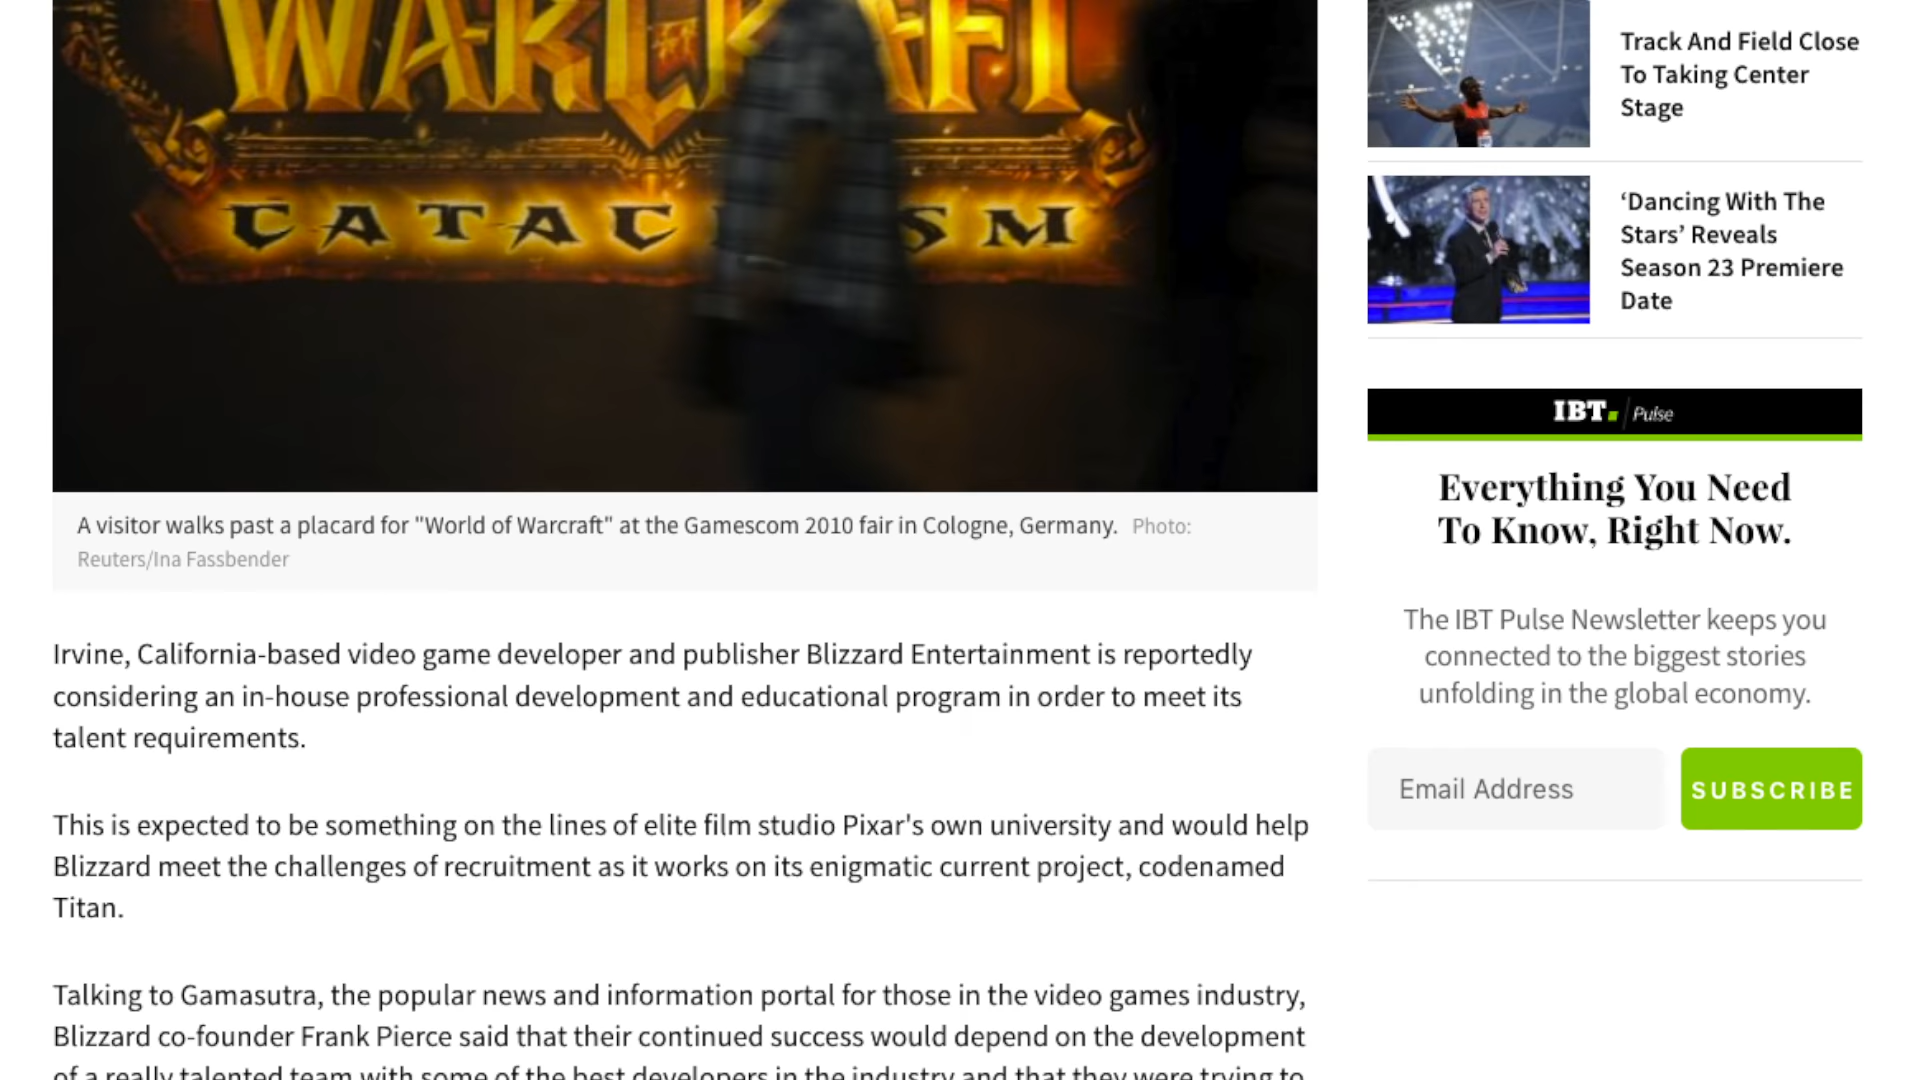 WARCRAFT
CATAC SM
A visitor walks past a placard for "World of Warcraft" at the Gamescom 2010 fair in Cologne, Germany. Photo:
Reuters/Ina Fassbender
Irvine, California-based video game developer and publisher Blizzard Entertainment is reportedly
considering an in-house professional development and educational program in order to meet its
talent requirements.
This is expected to be something on the lines of elite film studio Pixar's own university and would help
Blizzard meet the challenges of recruitment as it works on its enigmatic current project, codenamed
Titan.
Talking to Gamasutra, the popular news and information portal for those in the video games industry,
Blizzard co-founder Frank Pierce said that their continued success would depend on the development
of a really talented team with some of the best developers in the industry and that they were trying to
Track And Field Close
To Taking Center
Stage
‘Dancing With The
Stars’ Reveals
Season 23 Premiere
Date
IBT Pulse
Everything You Need
To Know, Right Now.
The IBT Pulse Newsletter keeps you
connected to the biggest stories
unfolding in the global economy.
Email Address
SUBSCRIBE